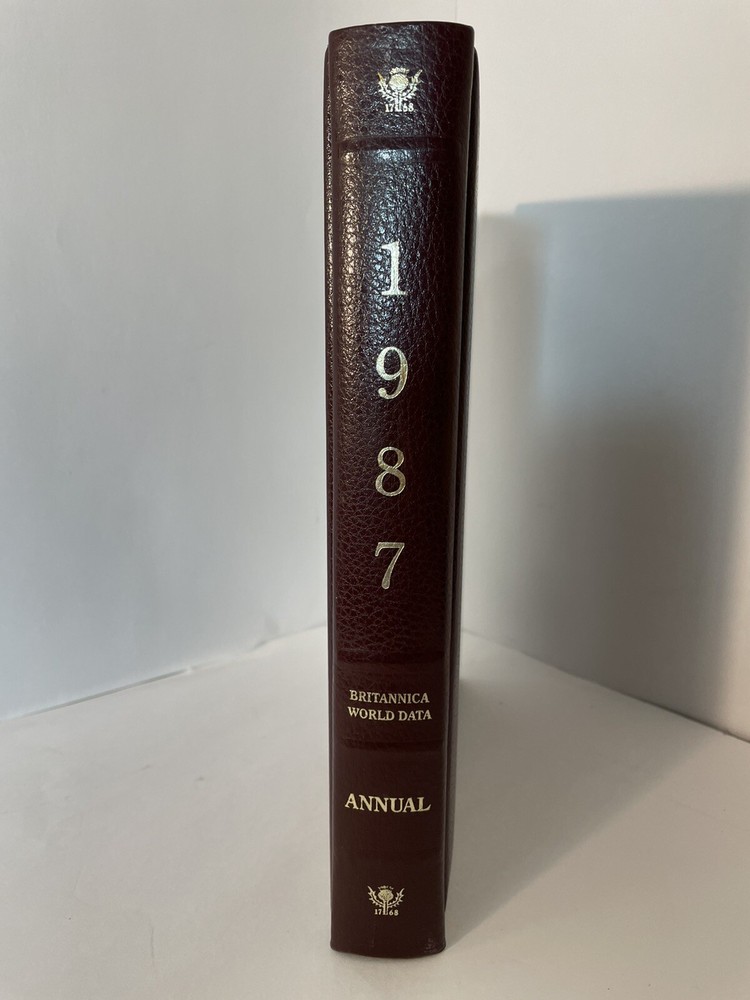 1768
1
9
8
7
BRITANNICA
WORLD DATA
ANNUAL
1768